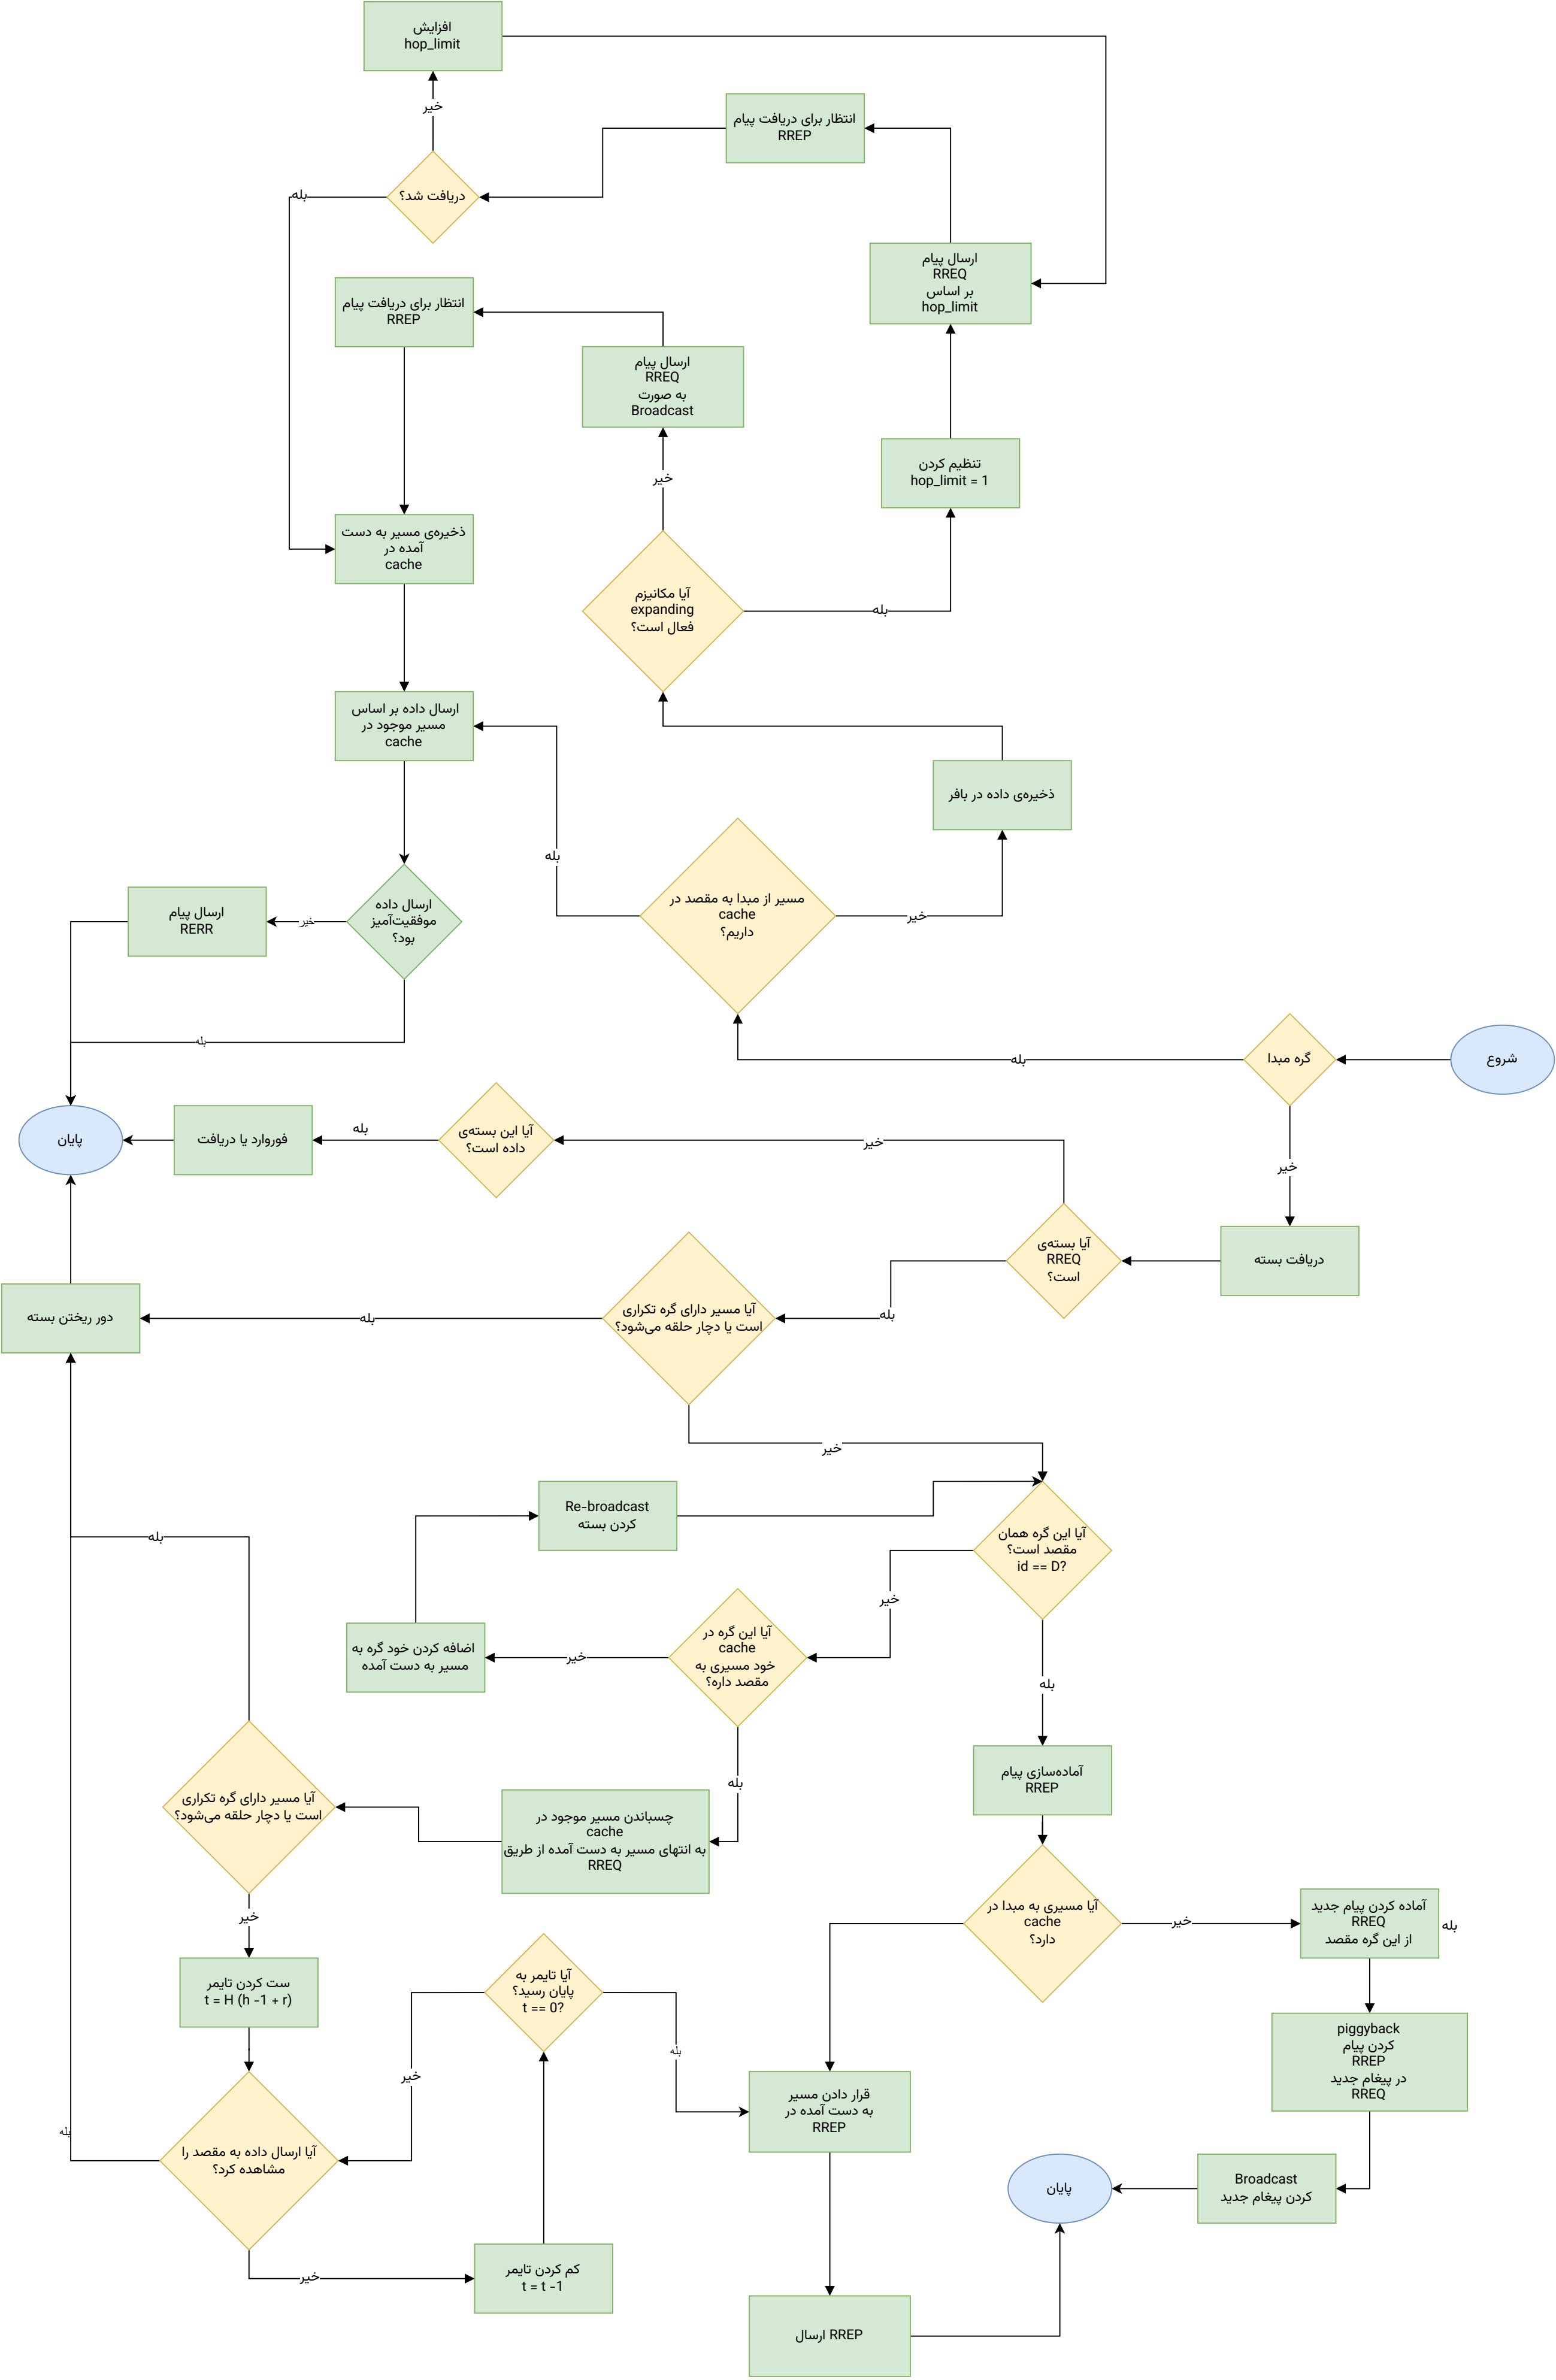 افزایش
hop_limit
خیر
انتظار برای دریافت پیام
RREP
دریافت شد؟
بله
ارسال پیام
RREQ
بر اساس
hop_limit
انتظار برای دریافت پیام
RREP
ارسال پیام
RREQ
به صورت
Broadcast
تنظیم کردن
hop_limit = 1
خیر
ذخیره‌ی مسیر به دست
آمده در
cache
آیا مکانیزم
expanding
فعال است؟
بله
ارسال داده بر اساس
مسیر موجود در
cache
ذخیره‌ی داده در بافر
بله
مسیر از مبدا به مقصد در
cache
داریم؟
خیر
ارسال داده
موفقیت‌آمیز
بود؟
خیر
ارسال پیام
RERR
بله
شروع
گره مبدا
بله
خیر
پایان
فوروارد یا دریافت
بله
آیا این بسته‌ی
داده است؟
خیر
دریافت بسته
آیا بسته‌ی
RREQ
است؟
بله
آیا مسیر دارای گره تکراری
است یا دچار حلقه می‌شود؟
بله
دور ریختن بسته
خیر
Re-broadcast
کردن بسته
آیا این گره همان
مقصد است؟
id == D?
بله
خیر
آیا این گره در
cache
خود مسیری به
مقصد داره؟
خیر
اضافه کردن خود گره به
مسیر به دست آمده
بله
بله
آماده‌سازی پیام
RREP
چسباندن مسیر موجود در
cache
به انتهای مسیر به دست آمده از طریق
RREQ
آیا مسیر دارای گره تکراری
است یا دچار حلقه می‌شود؟
خیر
آیا مسیری به مبدا در
cache
دارد؟
خیر
آماده کردن پیام جدید
RREQ
از این گره مقصد
بله
ست کردن تایمر
t = H (h -1 + r)
آیا تایمر به
پایان رسید؟
t == 0?
بله
خیر
piggyback
کردن پیام
RREP
در پیغام جدید
RREQ
قرار دادن مسیر
به دست آمده در
RREP
بله
آیا ارسال داده به مقصد را
مشاهده کرد؟
Broadcast
کردن پیغام جدید
پایان
خیر
کم کردن تایمر
t = t -1
ارسال RREP